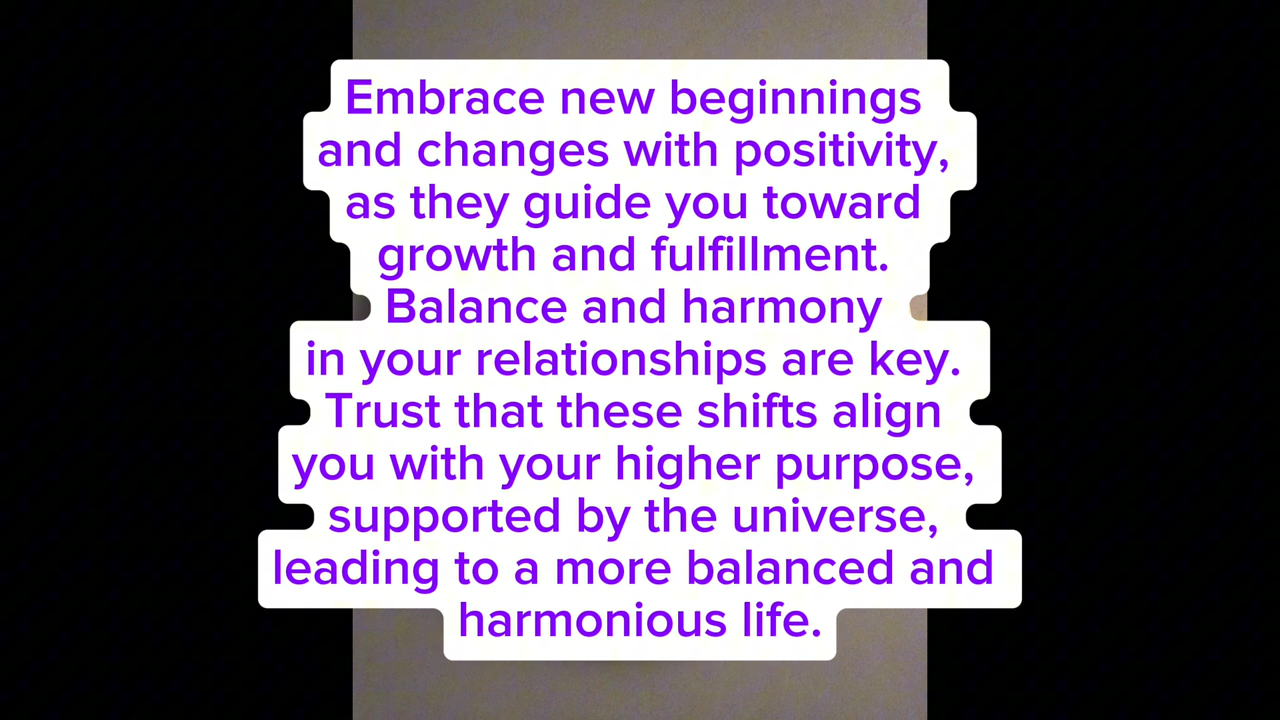 Embrace new beginnings
and changes with positivity,
as they guide you toward
growth and fulfillment.
Balance and harmony
in your relationships are key.
Trust that these shifts align
you with your higher purpose,
supported by the universe,
leading to a more balanced and
harmonious life.